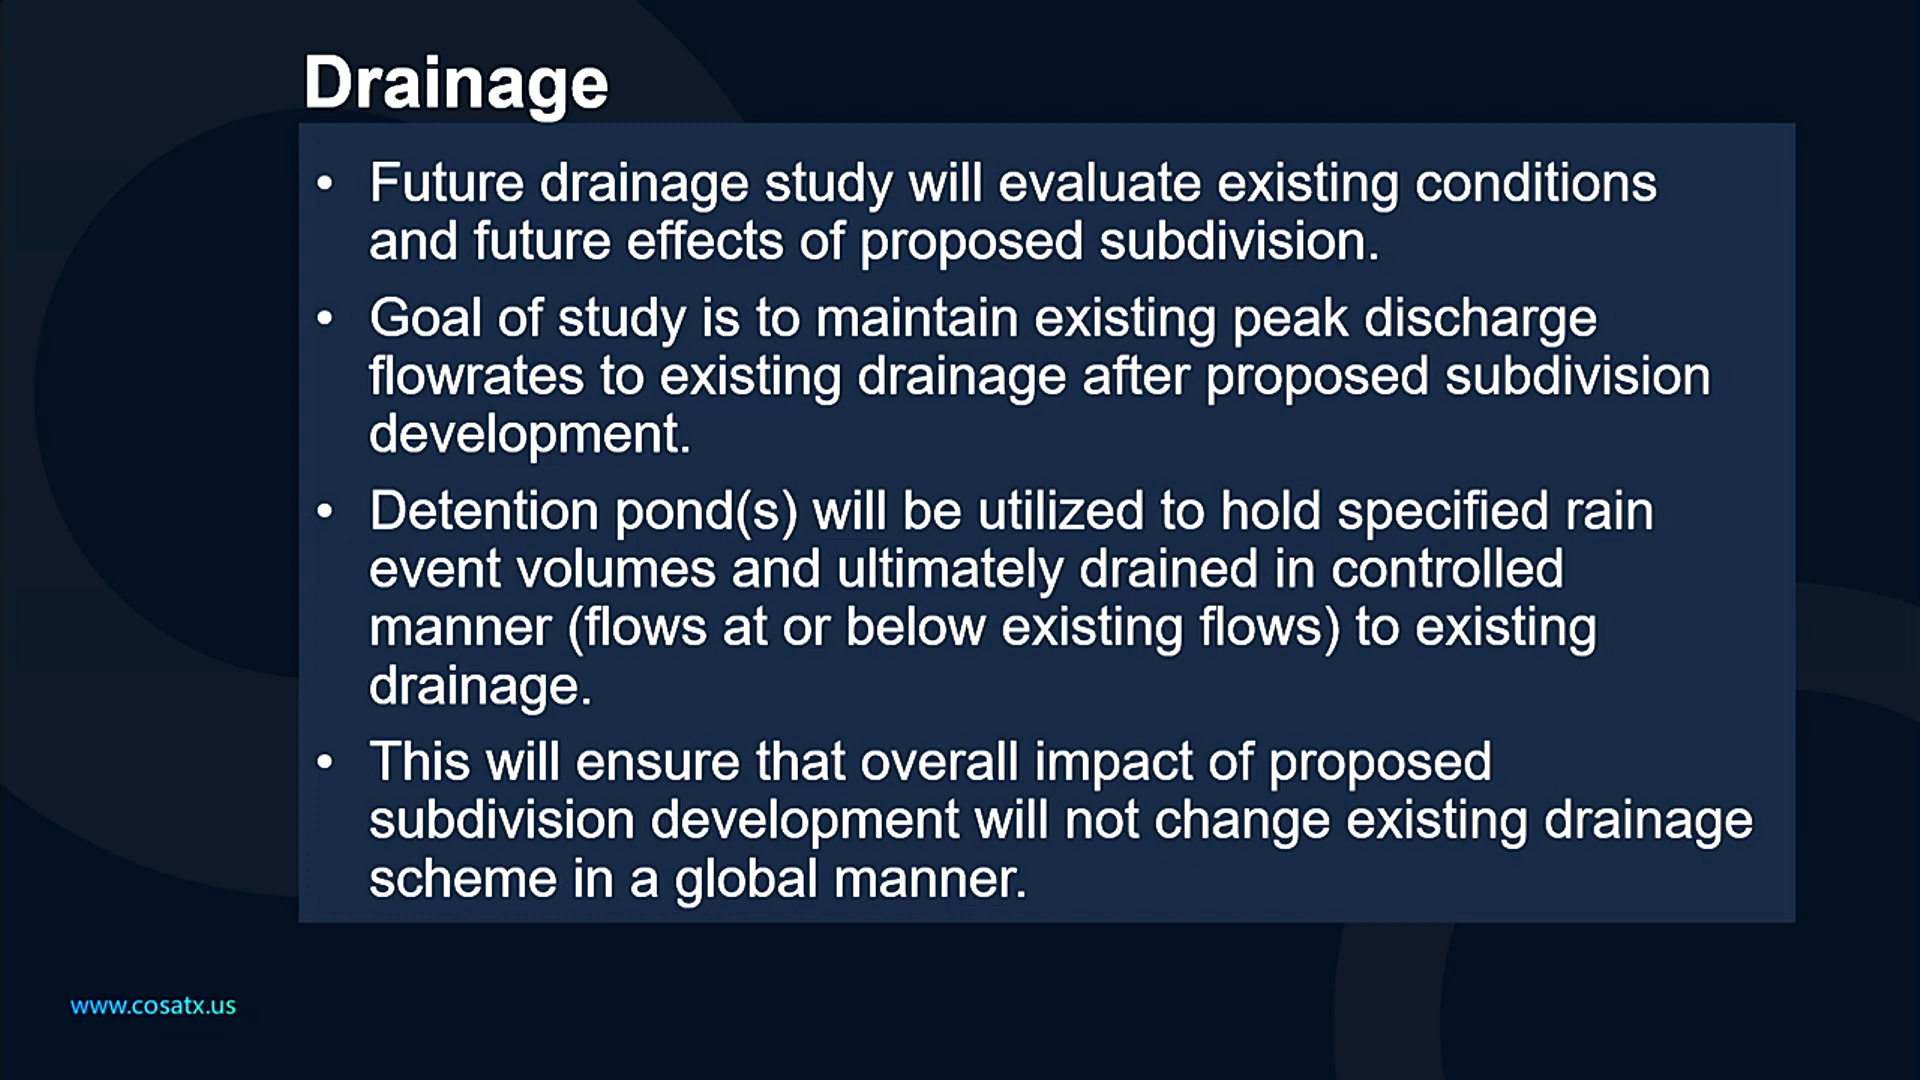 Drainage
• Future drainage study will evaluate existing conditions
and future effects of proposed subdivision.
• Goal of study is to maintain existing peak discharge
flowrates to existing drainage after proposed subdivision
development.
• Detention pond(s) will be utilized to hold specified rain
event volumes and ultimately drained in controlled
manner (flows at or below existing flows) to existing
drainage.
• This will ensure that overall impact of proposed
subdivision development will not change existing drainage
scheme in a global manner.
www.cosatx.us